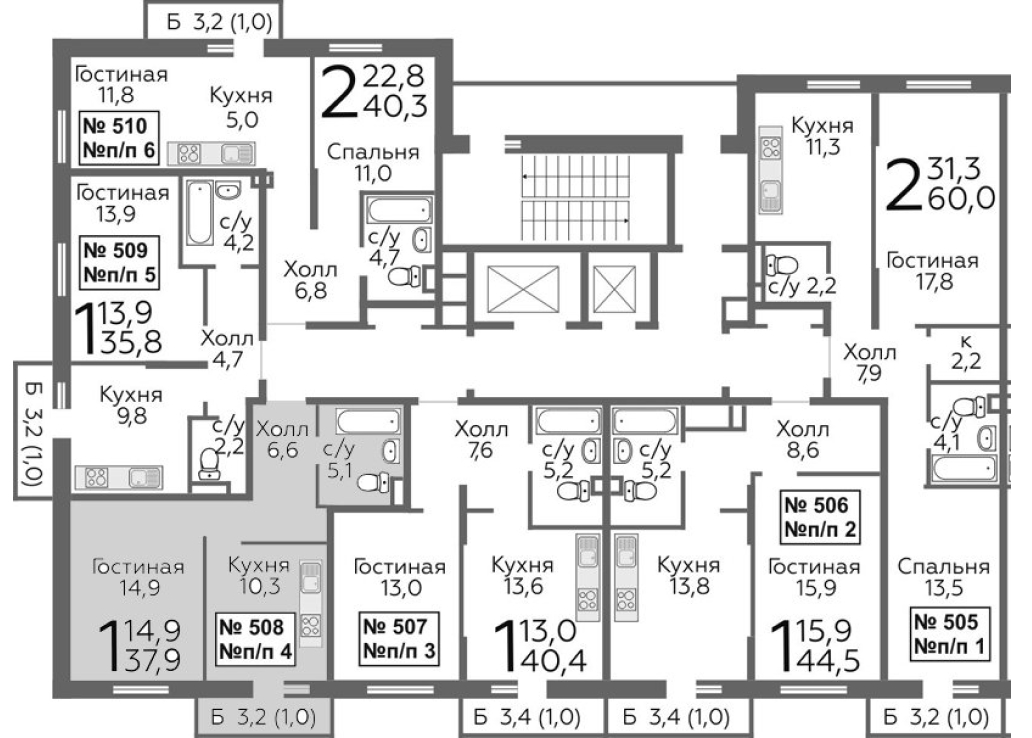 Б 3,2 (1,0)
Гостиная
11,8
№ 510
№п/п 6
Кухня
5,0
2
22,8
40,3
Спальня
11,0
с/у
4,7
Холл
6,8
Гостиная
13,9
№ 509
№п/п 5
1
13,9
35,8
с/у
4,2
Холл
4,7
Б 3,2 (1,0)
Кухня
9,8
с/у
2,2
Кухня
11,3
с/у 2,2
2
31,3
60,0
Гостиная
17,8
Холл
7,9
к
2,2
с/у
4,1
Спальня
13,5
№ 505
№п/п 1
Б 3,2 (1,0)
Холл
6,6
с/у
5,1
Гостиная
14,9
1
14,9
37,9
Кухня
10,3
№ 508
№п/п 4
Б 3,2 (1,0)
Холл
7,6
с/у
5,2
Гостиная
13,0
№ 507
№п/п 3
Кухня
13,6
1
13,0
40,4
Б 3,4 (1,0)
с/у
5,2
Холл
8,6
Кухня
13,8
№ 506
№п/п 2
Гостиная
15,9
1
15,9
44,5
Б 3,4 (1,0)